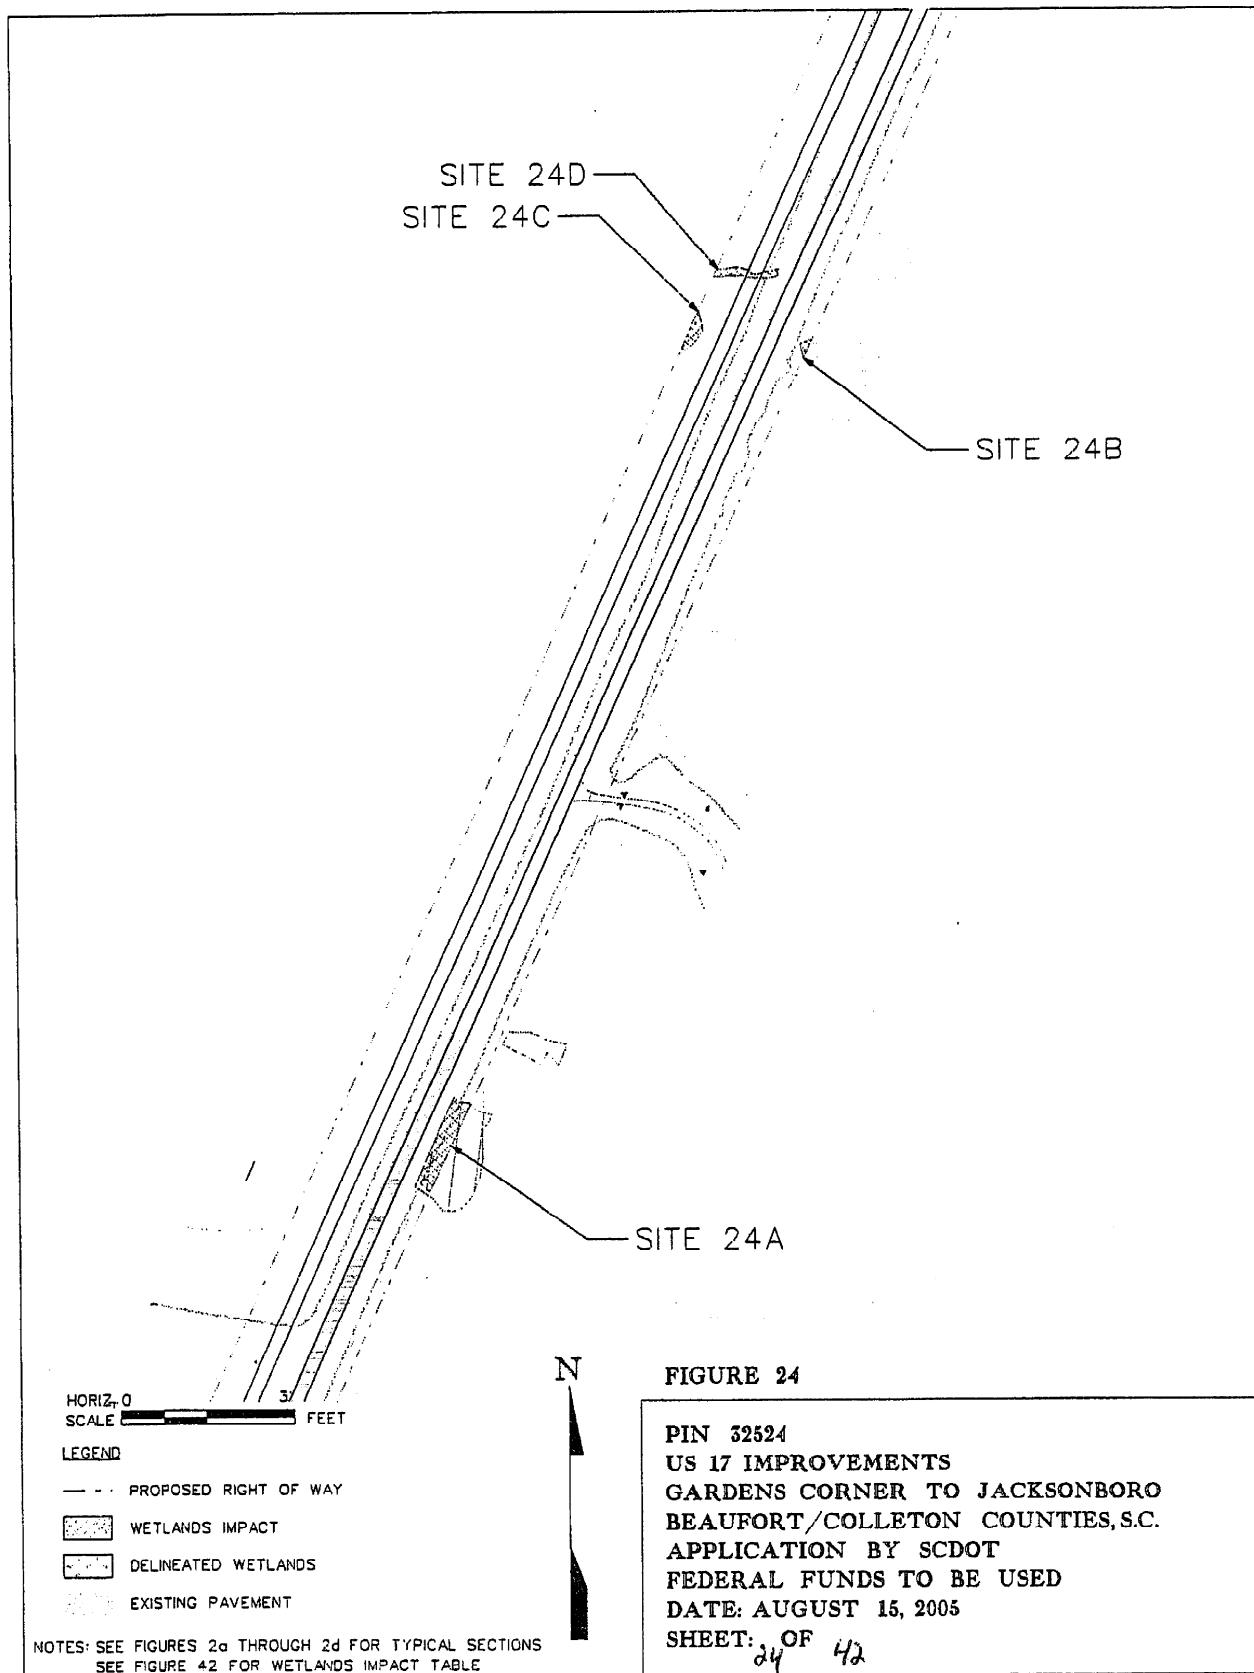 SITE 24D
SITE 24C
SITE 24B
SITE 24A
N
HORIZ. 0 3
SCALE FEET
LEGEND
PROPOSED RIGHT OF WAY
WETLANDS IMPACT
DELINEATED WETLANDS
EXISTING PAVEMENT
NOTES: SEE FIGURES 2a THROUGH 2d FOR TYPICAL SECTIONS
SEE FIGURE 42 FOR WETLANDS IMPACT TABLE
FIGURE 24
PIN 32524
US 17 IMPROVEMENTS
GARDENS CORNER TO JACKSONBORO
BEAUFORT/COLLETON COUNTIES, S.C.
APPLICATION BY SCDOT
FEDERAL FUNDS TO BE USED
DATE: AUGUST 15, 2005
SHEET: 24 OF 42